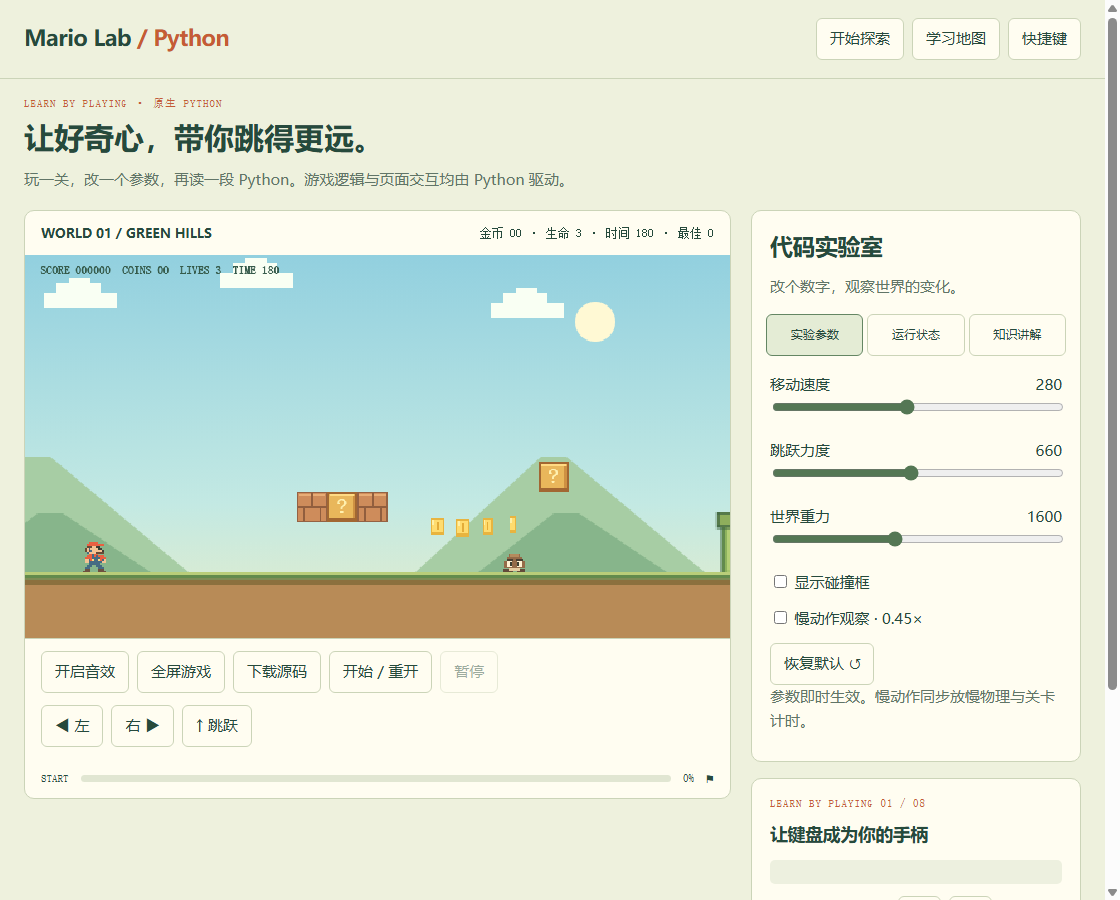 Mario Lab / Python
开始探索
学习地图
快捷键
LEARN BY PLAYING · 原生 PYTHON
让好奇心，带你跳得更远。
玩一关，改一个参数，再读一段 Python。游戏逻辑与页面交互均由 Python 驱动。
WORLD 01 / GREEN HILLS
金币 00 · 生命 3 · 时间 180 · 最佳 0
SCORE 000000 COINS 00 LIVES 3 TIME 180
?
?
开启音效
全屏游戏
下载源码
开始 / 重开
暂停
◀ 左
右 ▶
↑ 跳跃
START
0% ⚑
代码实验室
改个数字，观察世界的变化。
实验参数
运行状态
知识讲解
移动速度 280
跳跃力度 660
世界重力 1600
显示碰撞框
慢动作观察 · 0.45×
恢复默认 ↺
参数即时生效。慢动作同步放慢物理与关卡
计时。
LEARN BY PLAYING 01 / 08
让键盘成为你的手柄